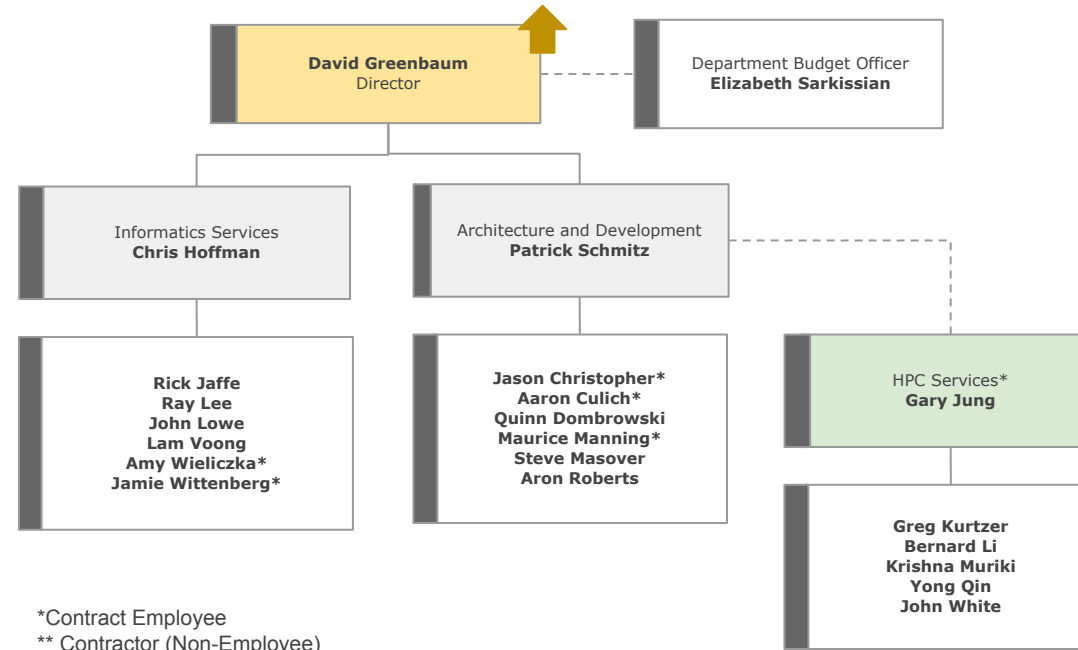 David Greenbaum
Director
Department Budget Officer
Elizabeth Sarkissian
Informatics Services
Chris Hoffman
Architecture and Development
Patrick Schmitz
Rick Jaffe
Ray Lee
John Lowe
Lam Voong
Amy Wieliczka*
Jamie Wittenberg*
Jason Christopher*
Aaron Culich*
Quinn Dombrowski
Maurice Manning*
Steve Masover
Aron Roberts
HPC Services*
Gary Jung
Greg Kurtzer
Bernard Li
Krishna Muriki
Yong Qin
John White
*Contract Employee
** Contractor (Non-Employee)